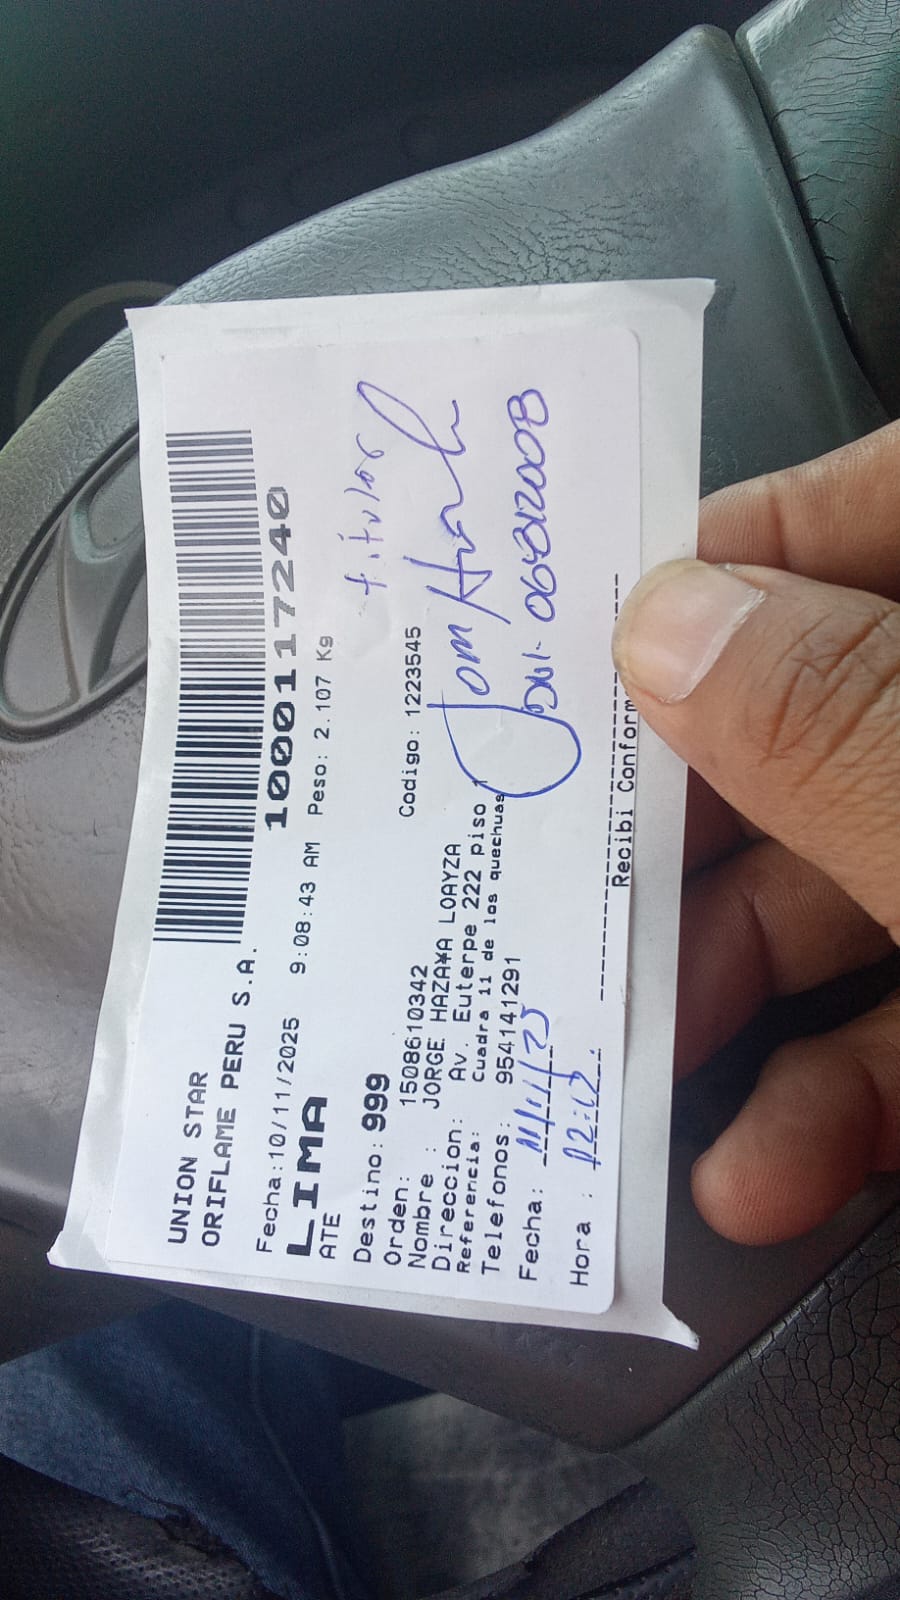 UNION STAR
ORIFLAME PERU S.A.
10001117240
Fecha:10/11/2025 9:08:43 AM Peso: 2.107 Kg
LIMA
ATE
titular
Destino: 999
Orden: 1508610342 Codigo: 1223545
Nombre : JORGE HAZA¥A LOAYZA
Direccion: Av. Euterpe 222 piso 1
Referencia: Cuadra 11 de los quechuas
Telefonos: 954141291
Fecha: 11/11/25
Hora : 12:12
Recibi Conform